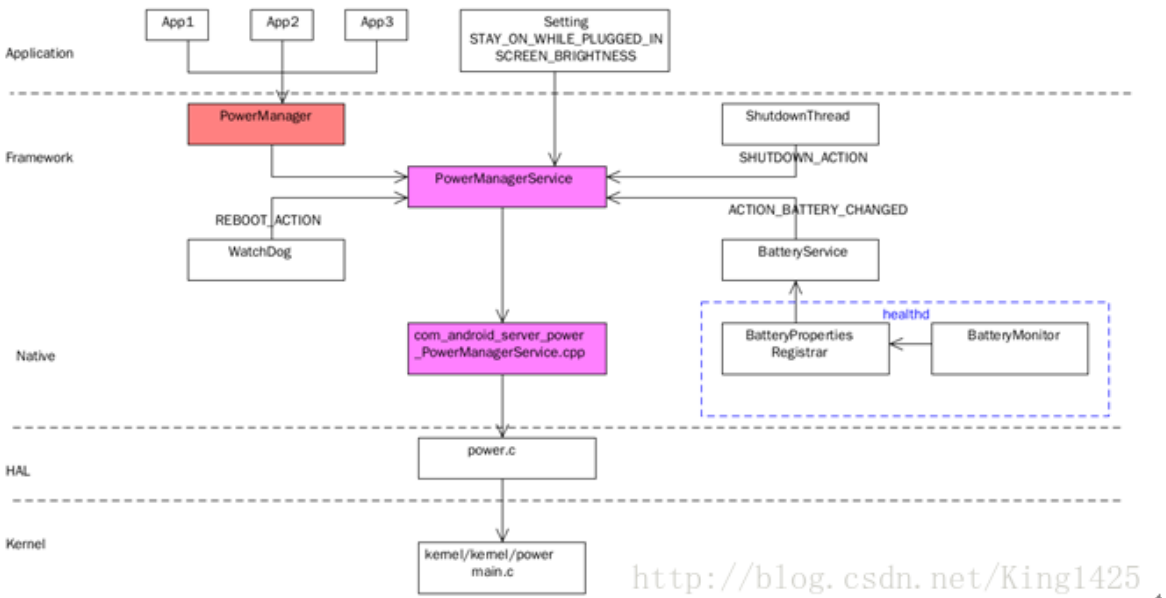 App1
App2
App3
Setting
STAY_ON_WHILE_PLUGGED_IN
SCREEN_BRIGHTNESS
Application
PowerManager
ShutdownThread
Framework
SHUTDOWN_ACTION
PowerManagerService
REBOOT_ACTION
ACTION_BATTERY_CHANGED
WatchDog
BatteryService
healthd
com_android_server_power
_PowerManagerService.cpp
BatteryProperties
Registrar
BatteryMonitor
Native
power.c
HAL
Kernel
kernel/kernel/power
main.c
http://blog.csdn.net/King1425